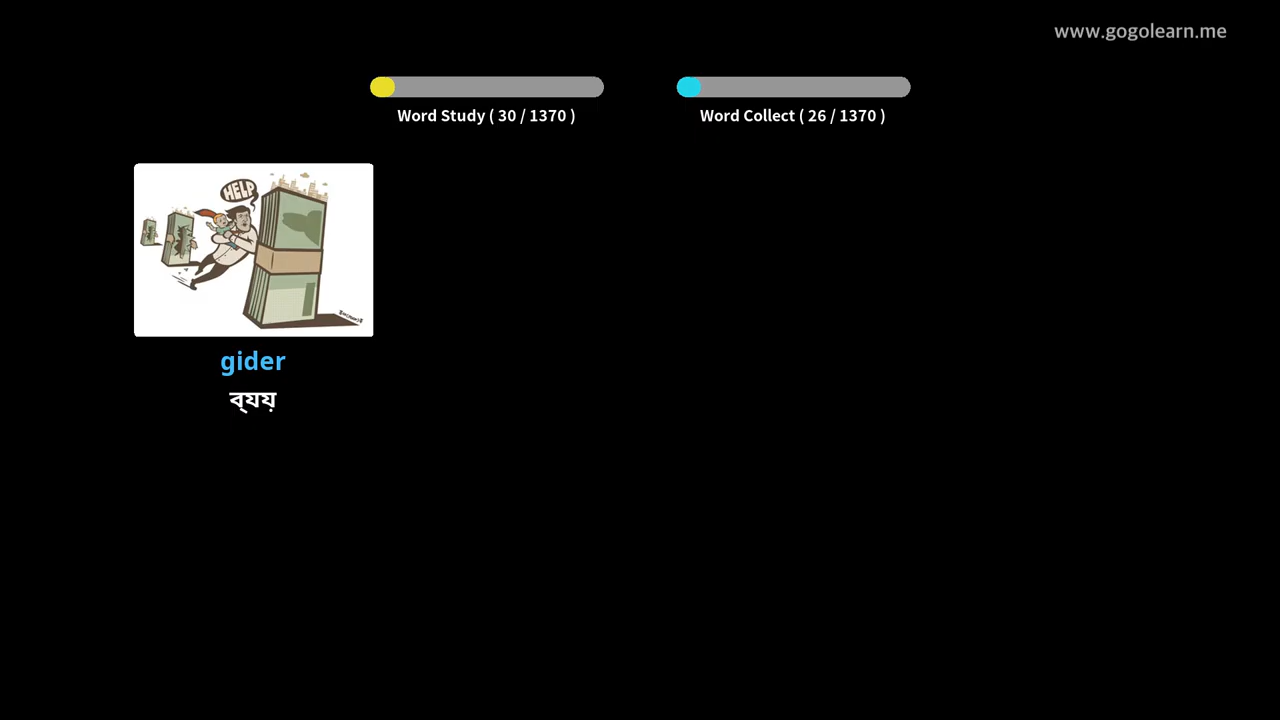 www.gogolearn.me
Word Study ( 30 / 1370 )
Word Collect ( 26 / 1370 )
HELP
gider
ব্যয়